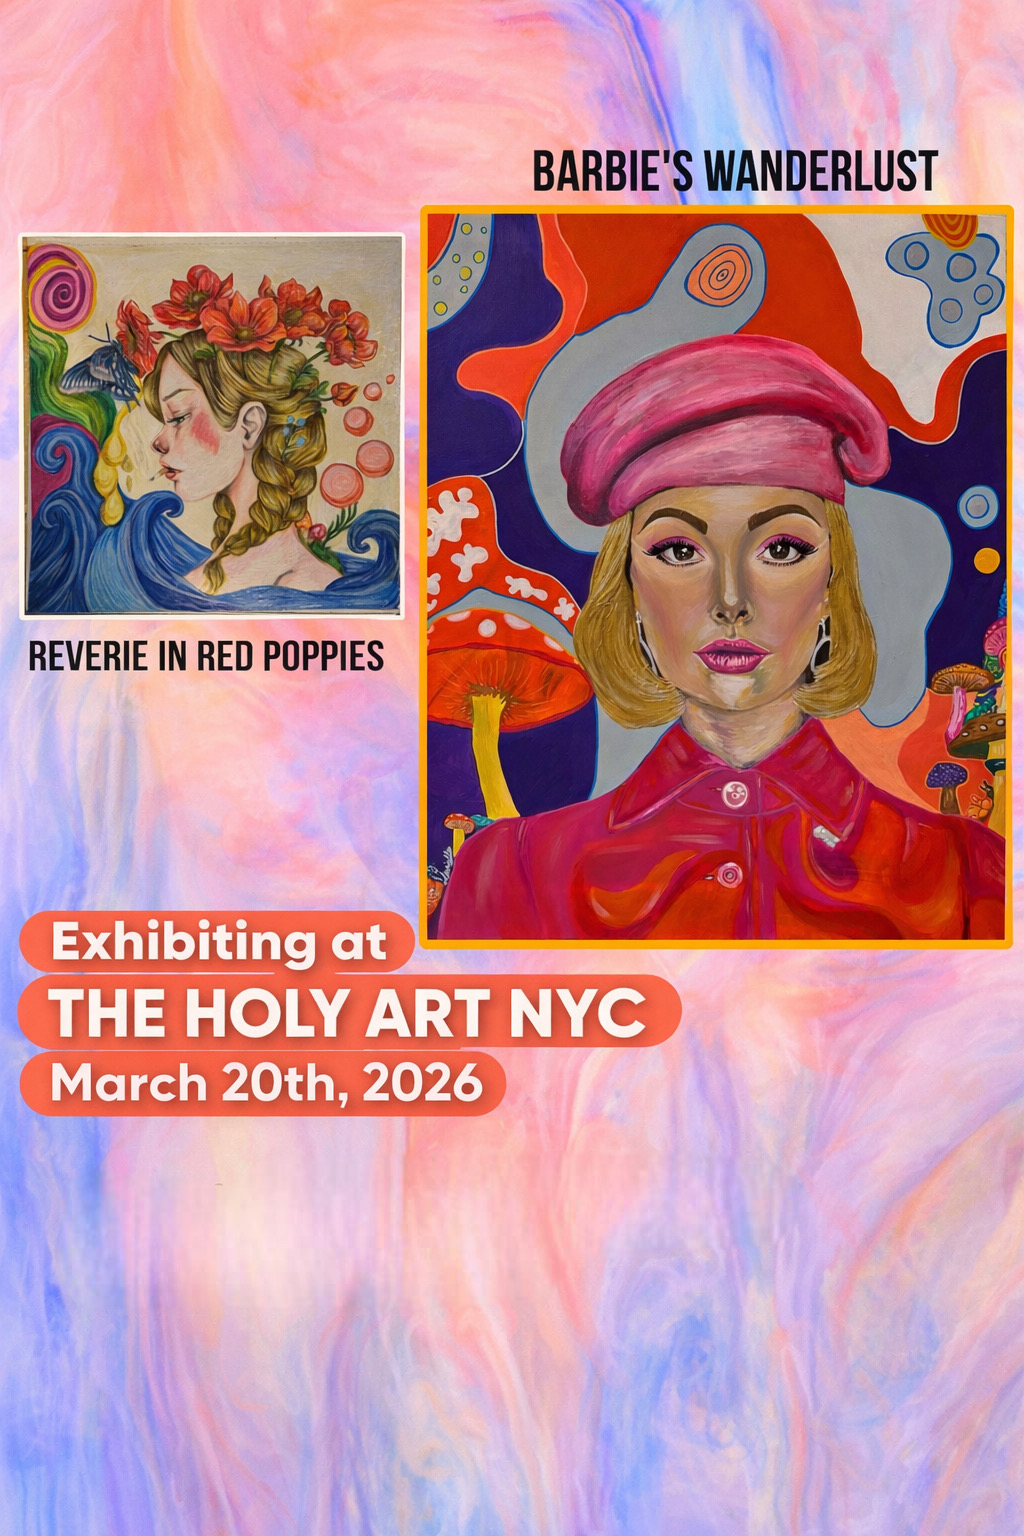 BARBIE'S WANDERLUST
REVERIE IN RED POPPIES
Exhibiting at
THE HOLY ART NYC
March 20th, 2026